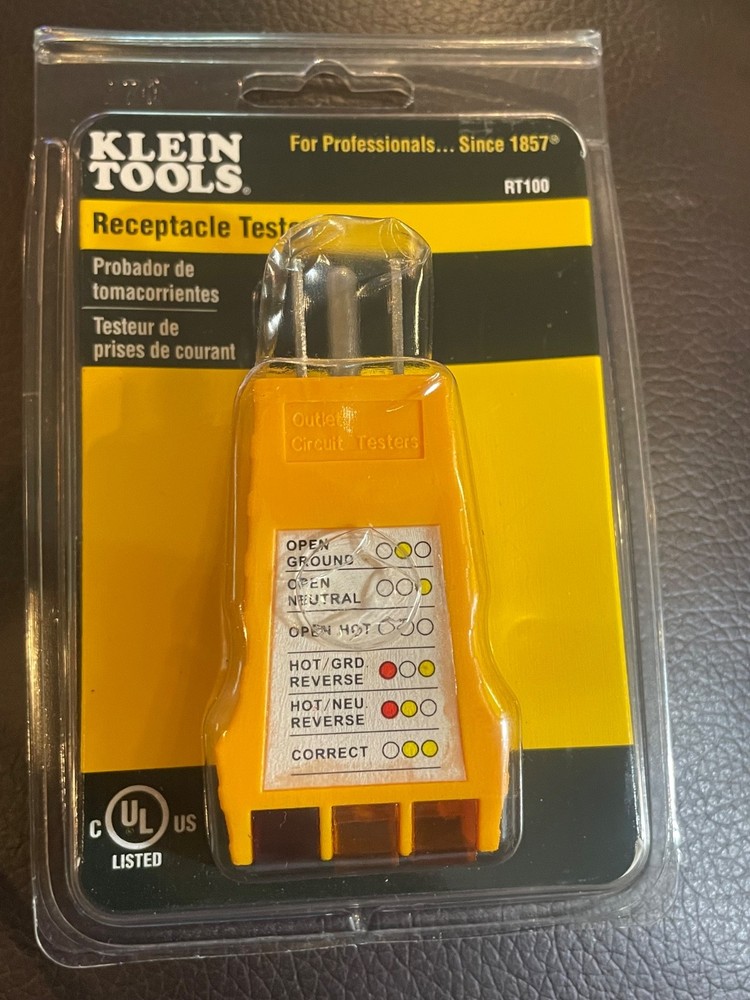 KLEIN
TOOLS®
For Professionals... Since 1857®
RT100
Receptacle Teste
Probador de
tomacorrientes
Testeur de
prises de courant
Outlet
Circuit Testers
OPEN
GROUND
OPEN
NEUTRAL
OPEN HOT
HOT/GRD.
REVERSE
HOT/NEU.
REVERSE
CORRECT
C UL US
LISTED